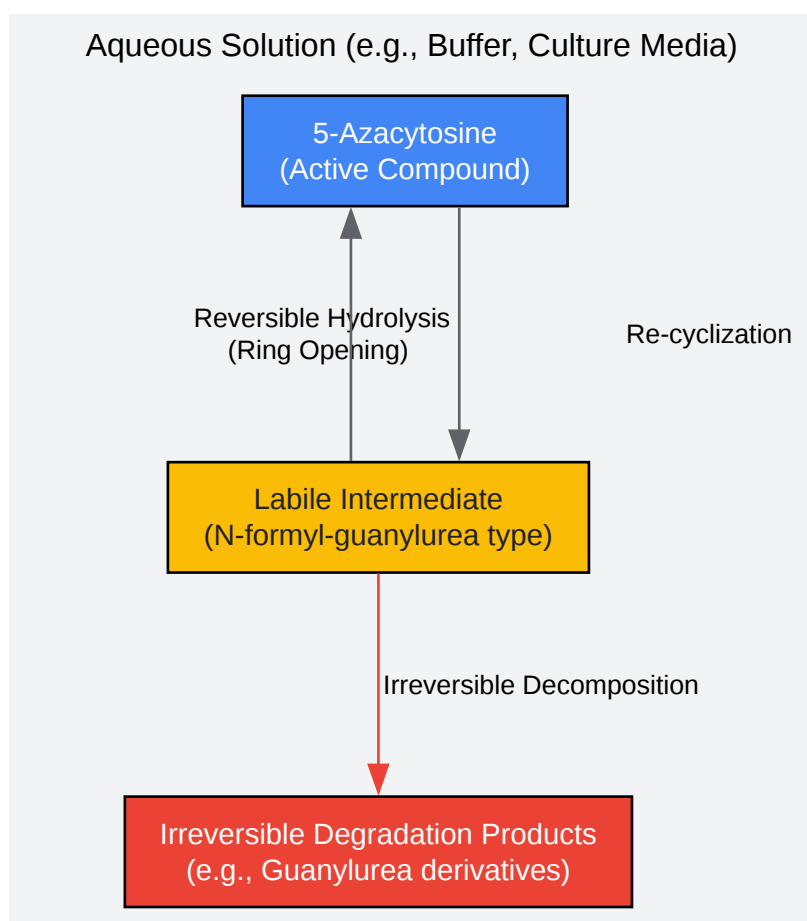 Aqueous Solution (e.g., Buffer, Culture Media)
5-Azacytosine
(Active Compound)
Reversible Hydrolysis
(Ring Opening)
Re-cyclization
Labile Intermediate
(N-formyl-guanylurea type)
Irreversible Decomposition
Irreversible Degradation Products
(e.g., Guanylurea derivatives)